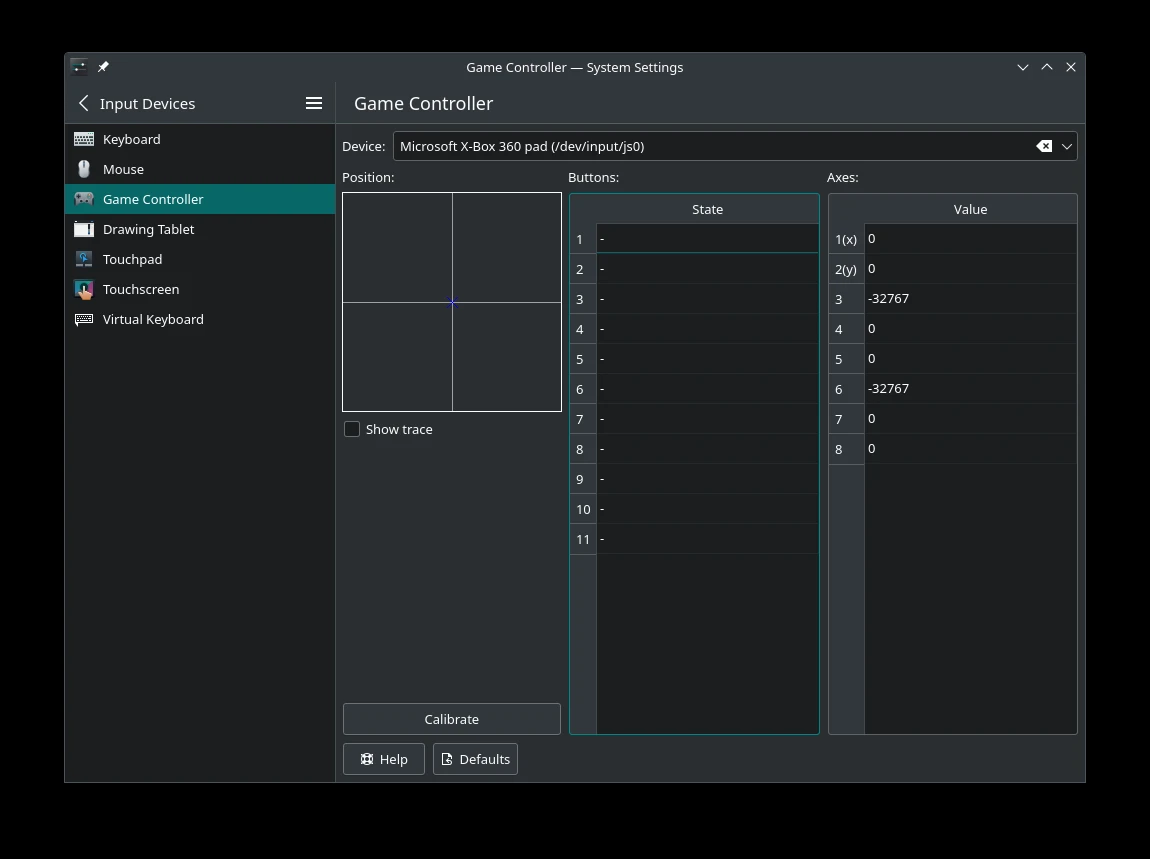 Game Controller — System Settings
Input Devices
Keyboard
Mouse
Game Controller
Drawing Tablet
Touchpad
Touchscreen
Virtual Keyboard
Game Controller
Device: Microsoft X-Box 360 pad (/dev/input/js0)
Position:
Show trace
Calibrate
Buttons:
State
1 -
2 -
3 -
4 -
5 -
6 -
7 -
8 -
9 -
10 -
11 -
Axes:
Value
1(x) 0
2(y) 0
3 -32767
4 0
5 0
6 -32767
7 0
8 0
Help
Defaults